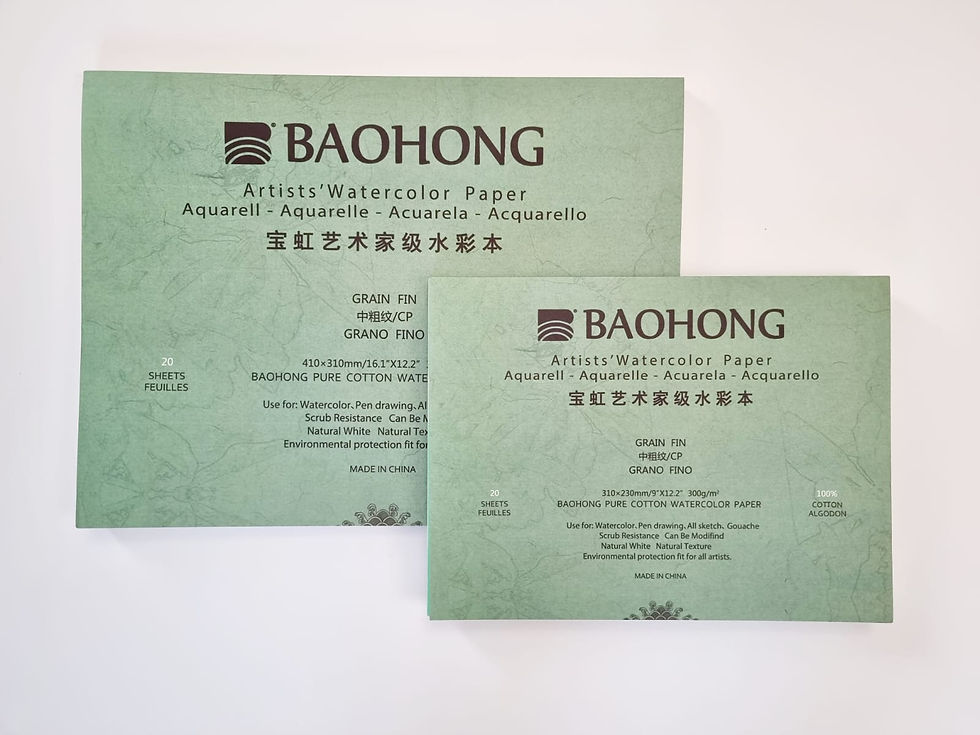 BAOHONG
Artists'Watercolor Paper
Aquarell - Aquarelle - Acuarela - Acquarello
宝虹艺术家级水彩本
GRAIN FIN
中粗纹/CP
GRANO FINO
20
SHEETS
FEUILLES
410×310mm/16.1"X12.2"
BAOHONG PURE COTTON
Use for: Watercolor、Pen drawing、All
Scrub Resistance Can Be
Natural White Natural
Environmental protection fit for
MADE IN CHINA
BAOHONG
Artists'Watercolor Paper
Aquarell - Aquarelle - Acuarela - Acquarello
宝虹艺术家级水彩本
GRAIN FIN
中粗纹/CP
GRANO FINO
20
SHEETS
FEUILLES
310×230mm/9"X12.2" 300g/m²
BAOHONG PURE COTTON WATERCOLOR PAPER
100%
COTTON
ALGODON
Use for: Watercolor、Pen drawing、All sketch、Gouache
Scrub Resistance Can Be Modifind
Natural White Natural Texture
Environmental protection fit for all artists.
MADE IN CHINA